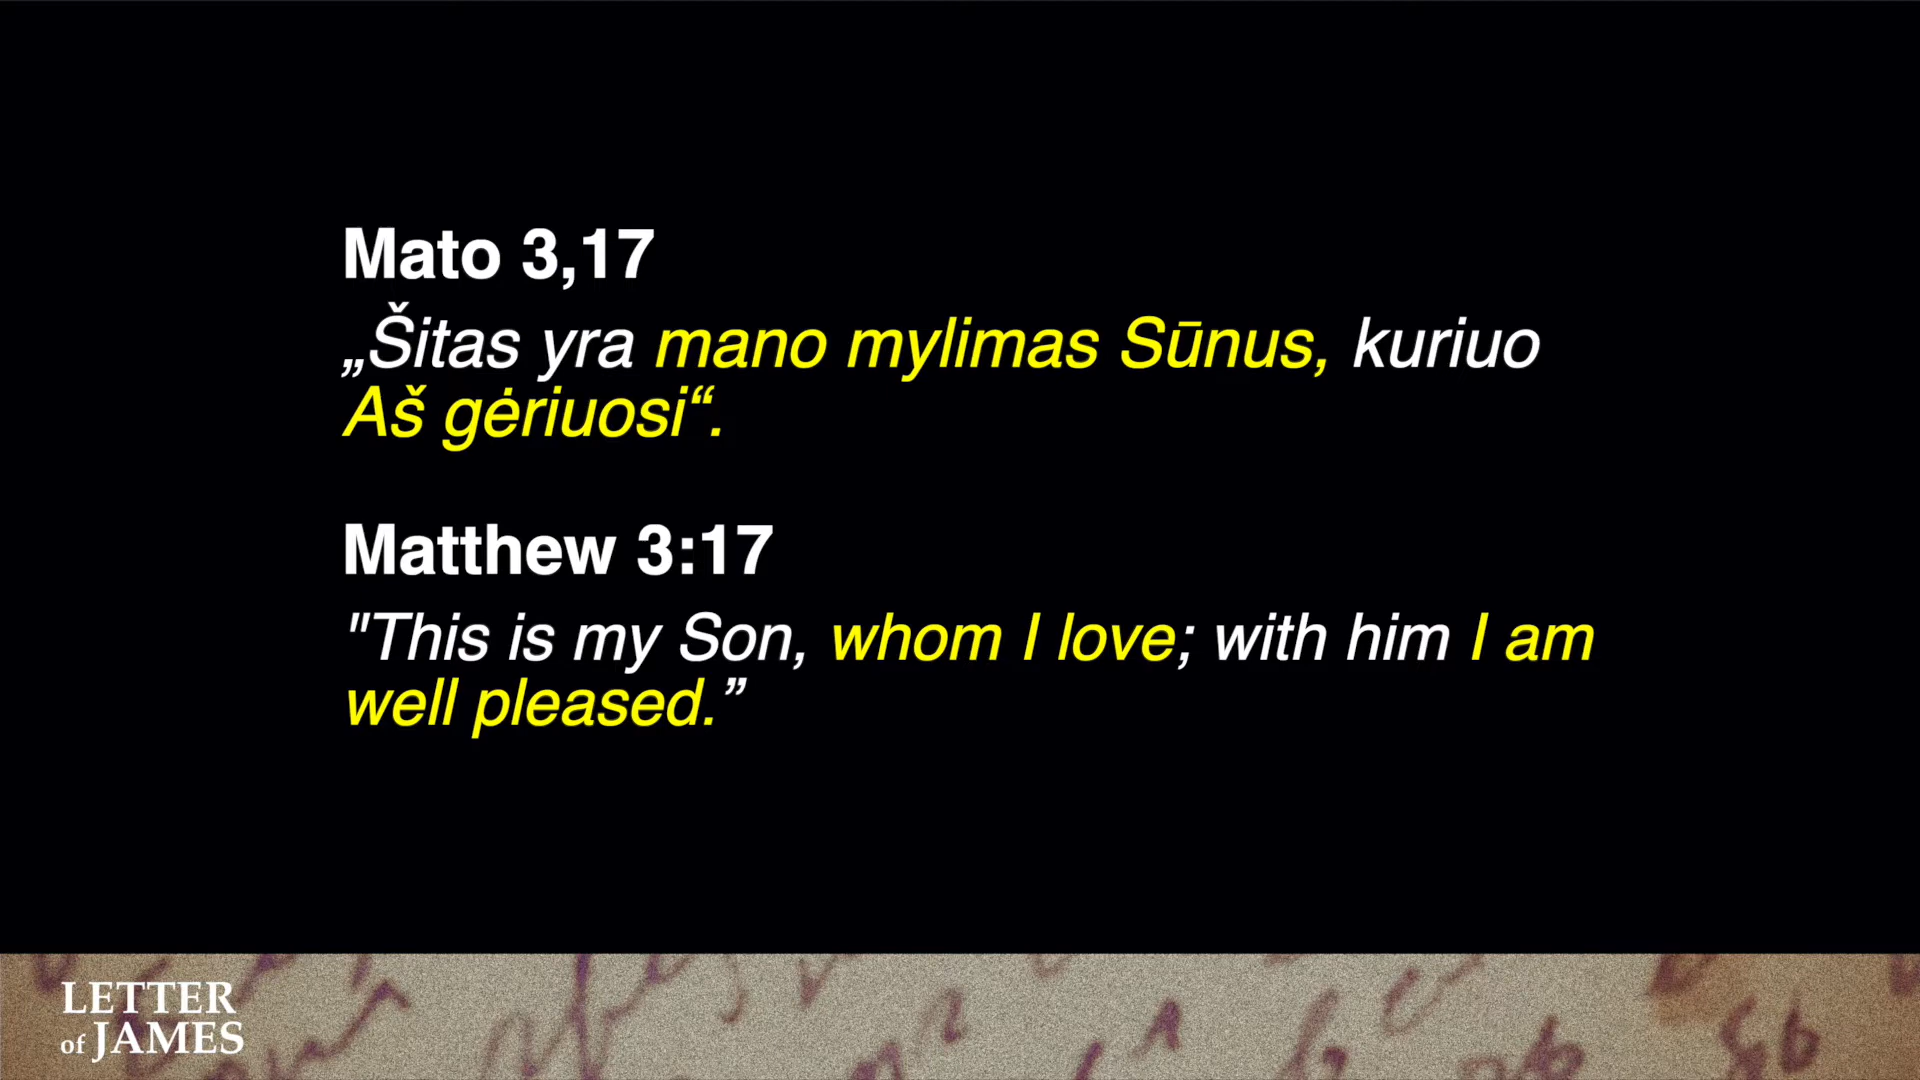 Mato 3,17
„Šitas yra mano mylimas Sūnus, kuriuo
Aš gėriuosi“.
Matthew 3:17
"This is my Son, whom I love; with him I am
well pleased.”
LETTER
of JAMES